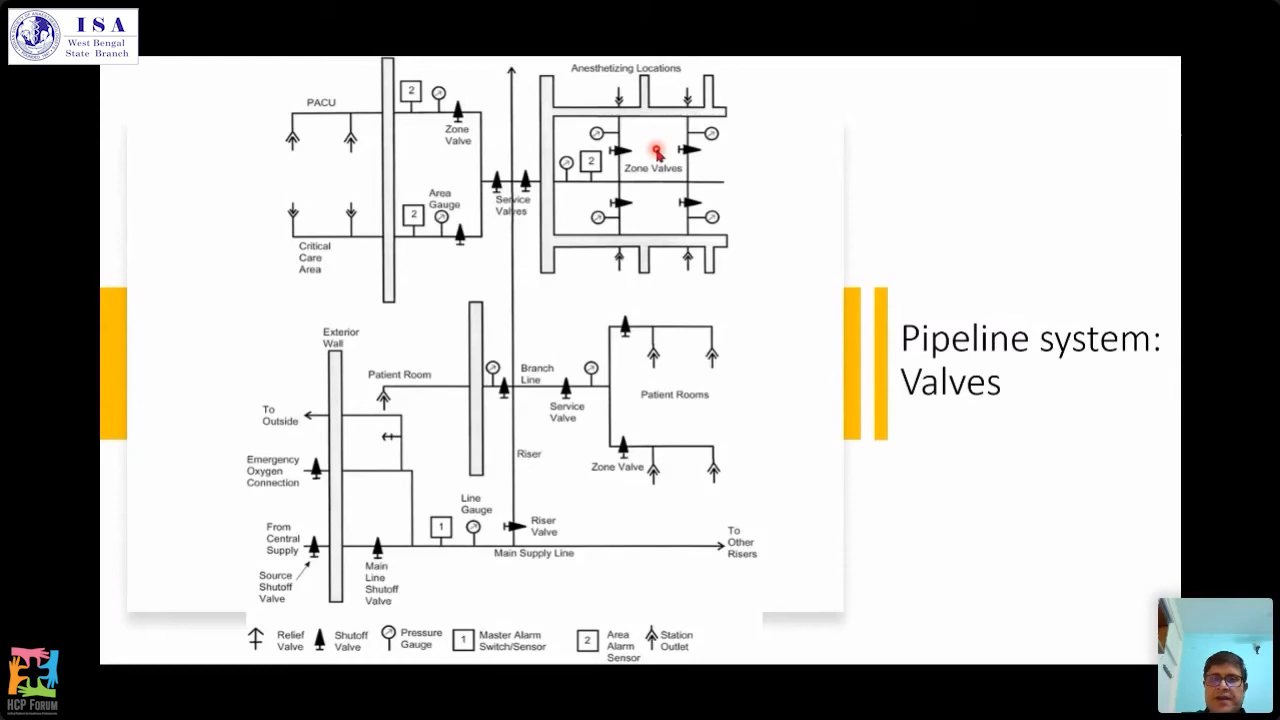 ISA
West Bengal
State Branch
Anesthetizing Locations
PACU
2
Zone
Valve
2
Zone Valves
Area
Gauge
2
Service
Valves
Critical
Care
Area
Exterior
Wall
Patient Room
Branch
Line
Service
Valve
Patient Rooms
To
Outside
Emergency
Oxygen
Connection
Riser
Zone Valve
Line
Gauge
1
Riser
Valve
From
Central
Supply
Main Supply Line
To
Other
Risers
Source
Shutoff
Valve
Main
Line
Shutoff
Valve
Relief
Valve
Shutoff
Valve
Pressure
Gauge
1
Master Alarm
Switch/Sensor
2
Area
Alarm
Sensor
Station
Outlet
Pipeline system:
Valves
HCP FORUM